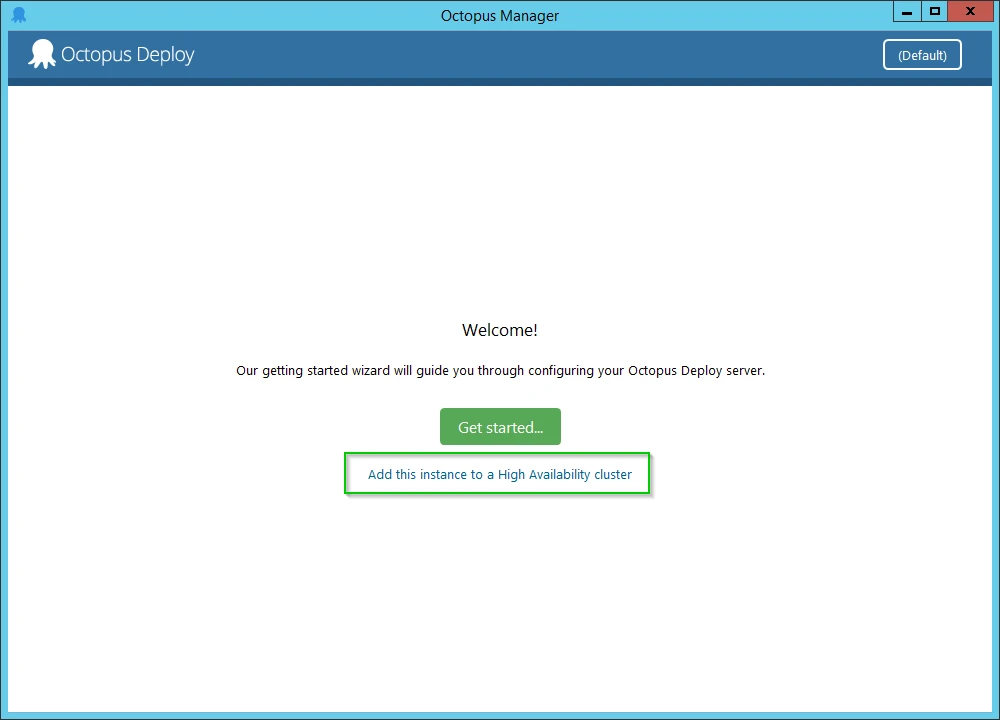 Octopus Manager
Octopus Deploy
(Default)
Welcome!
Our getting started wizard will guide you through configuring your Octopus Deploy server.
Get started...
Add this instance to a High Availability cluster